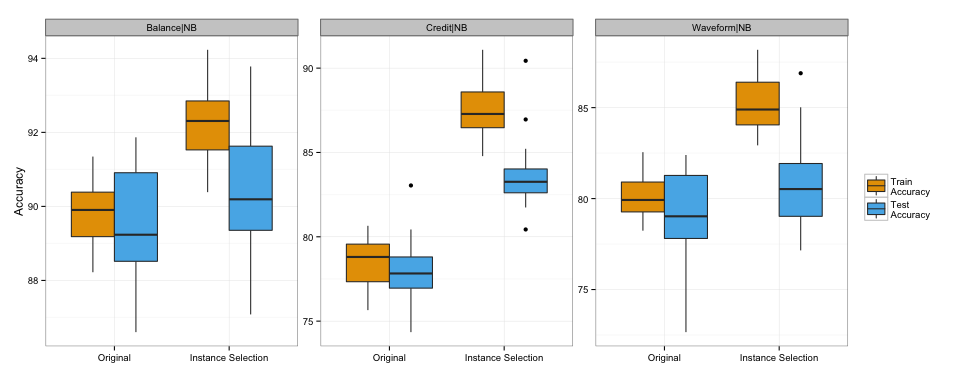 Balance|NB
Credit|NB
Waveform|NB
Accuracy
94
92
90
88
90
85
80
75
85
80
75
Original
Instance Selection
Original
Instance Selection
Original
Instance Selection
Train
Accuracy
Test
Accuracy